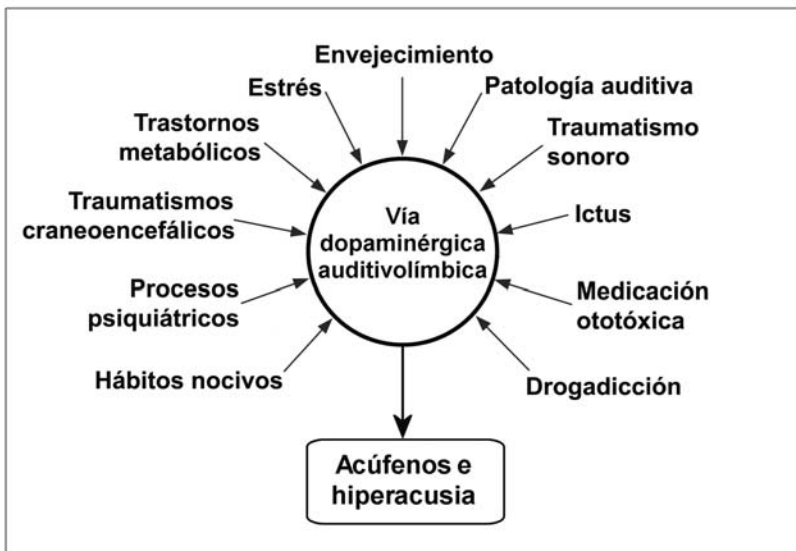 Envejecimiento
Estrés
Patología auditiva
Trastornos
metabólicos
Traumatismo
sonoro
Traumatismos
craneoencefálicos
Vía
dopaminérgica
auditivolímbica
Ictus
Procesos
psiquiátricos
Medicación
ototóxica
Hábitos nocivos
Drogadicción
Acúfenos e
hiperacusia